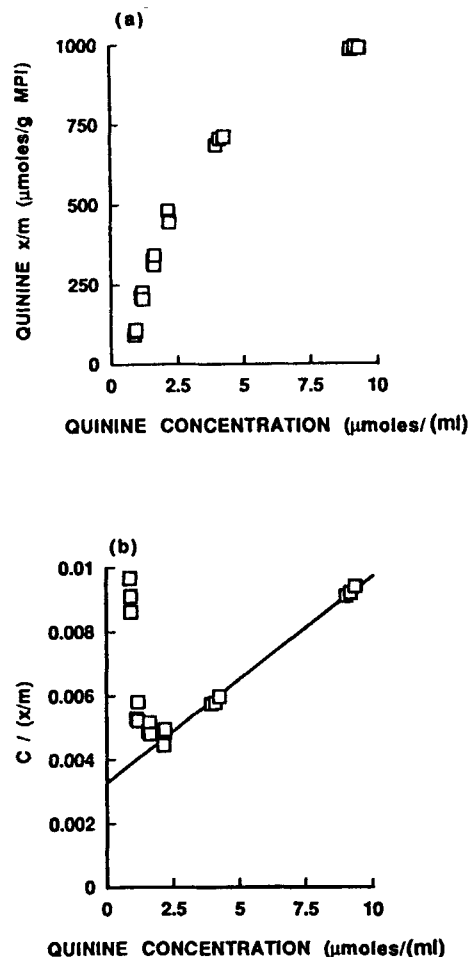 (a)
QUININE x/m (μmoles/g MPI)
1000
750
500
250
0
0 2.5 5 7.5 10
QUININE CONCENTRATION (μmoles/(ml)
(b)
C / (x/m)
0.01
0.008
0.006
0.004
0.002
0
0 2.5 5 7.5 10
QUININE CONCENTRATION (μmoles/(ml)